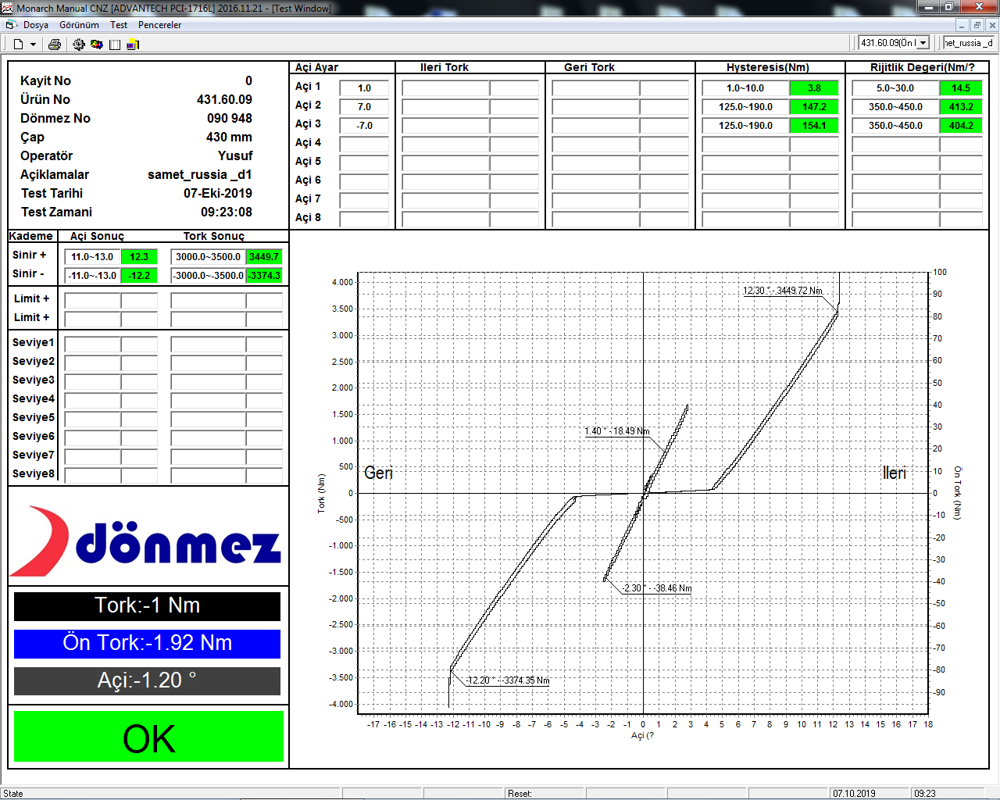 Monarch Manual CNZ [ADVANTECH PCI-1716L] 2016.11.21 - [Test Window]
Dosya Görünüm Test Pencereler
431.60.09(Ön İ
net_russia _d
Kayit No 0
Ürün No 431.60.09
Dönmez No 090 948
Çap 430 mm
Operatör Yusuf
Açiklamalar samet_russia _d1
Test Tarihi 07-Eki-2019
Test Zamani 09:23:08
Açi Ayar Ileri Tork Geri Tork Hysteresis(Nm) Rijitlik Degeri(Nm/?
Açi 1 1.0 1.0~10.0 3.8 5.0~30.0 14.5
Açi 2 7.0 125.0~190.0 147.2 350.0~450.0 413.2
Açi 3 -7.0 125.0~190.0 154.1 350.0~450.0 404.2
Açi 4
Açi 5
Açi 6
Açi 7
Açi 8
Kademe Açi Sonuç Tork Sonuç
Sinir + 11.0~13.0 12.3 3000.0~3500.0 3449.7
Sinir - -11.0~-13.0 -12.2 -3000.0~-3500.0 -3374.3
Limit +
Limit +
Seviye1
Seviye2
Seviye3
Seviye4
Seviye5
Seviye6
Seviye7
Seviye8
dönmez
Tork:-1 Nm
Ön Tork:-1.92 Nm
Açi:-1.20 °
OK
4.000
3.500
3.000
2.500
2.000
1.500
1.000
500
0
-500
-1.000
-1.500
-2.000
-2.500
-3.000
-3.500
-4.000
Tork (Nm)
Geri
Ileri
12.30 ° - 3449.72 Nm
1.40 ° - 18.49 Nm
-2.30 ° - -38.46 Nm
-12.20 ° - -3374.35 Nm
100
90
80
70
60
50
40
30
20
10
0
-10
-20
-30
-40
-50
-60
-70
-80
-90
Ön Tork (Nm)
-17 -16 -15 -14 -13 -12 -11 -10 -9 -8 -7 -6 -5 -4 -3 -2 -1 0 1 2 3 4 5 6 7 8 9 10 11 12 13 14 15 16 17 18
Açi (?
State Reset: 07.10.2019 09:23